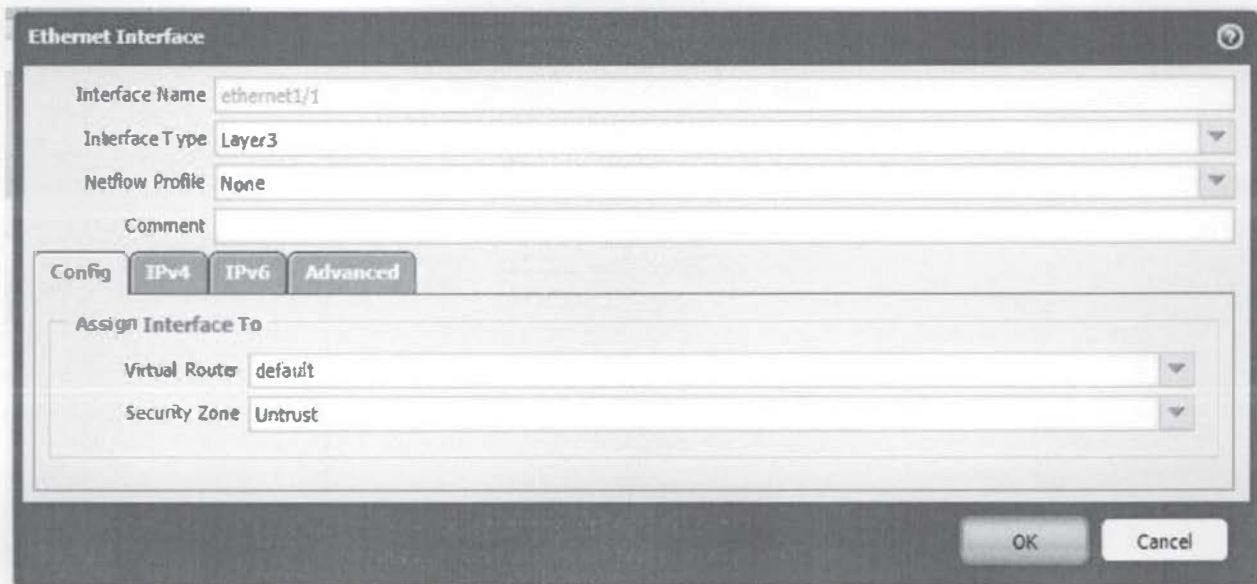 Ethernet Interface
Interface Name ethernet1/1
Interface Type Layer3
Netflow Profile None
Comment
Config IPv4 IPv6 Advanced
Assign Interface To
Virtual Router default
Security Zone Untrust
OK Cancel